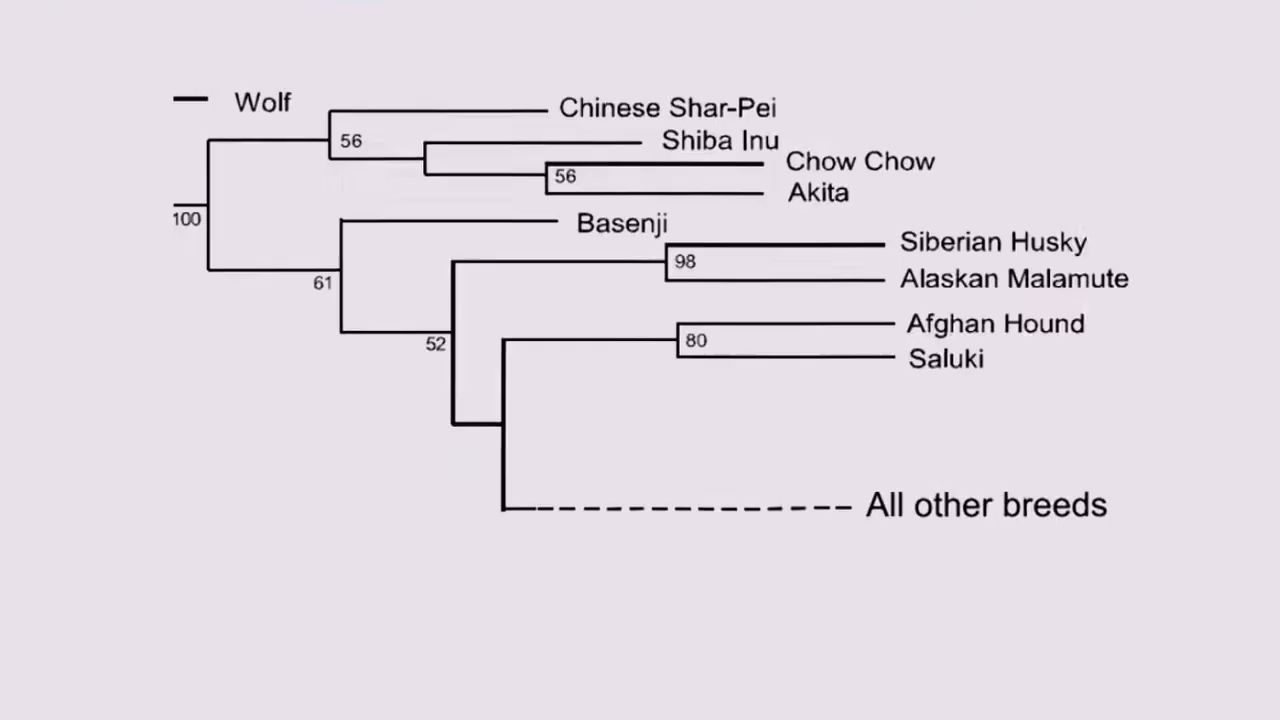 Wolf
Chinese Shar-Pei
56
Shiba Inu
Chow Chow
56
Akita
100
Basenji
Siberian Husky
98
Alaskan Malamute
61
Afghan Hound
52
80
Saluki
All other breeds